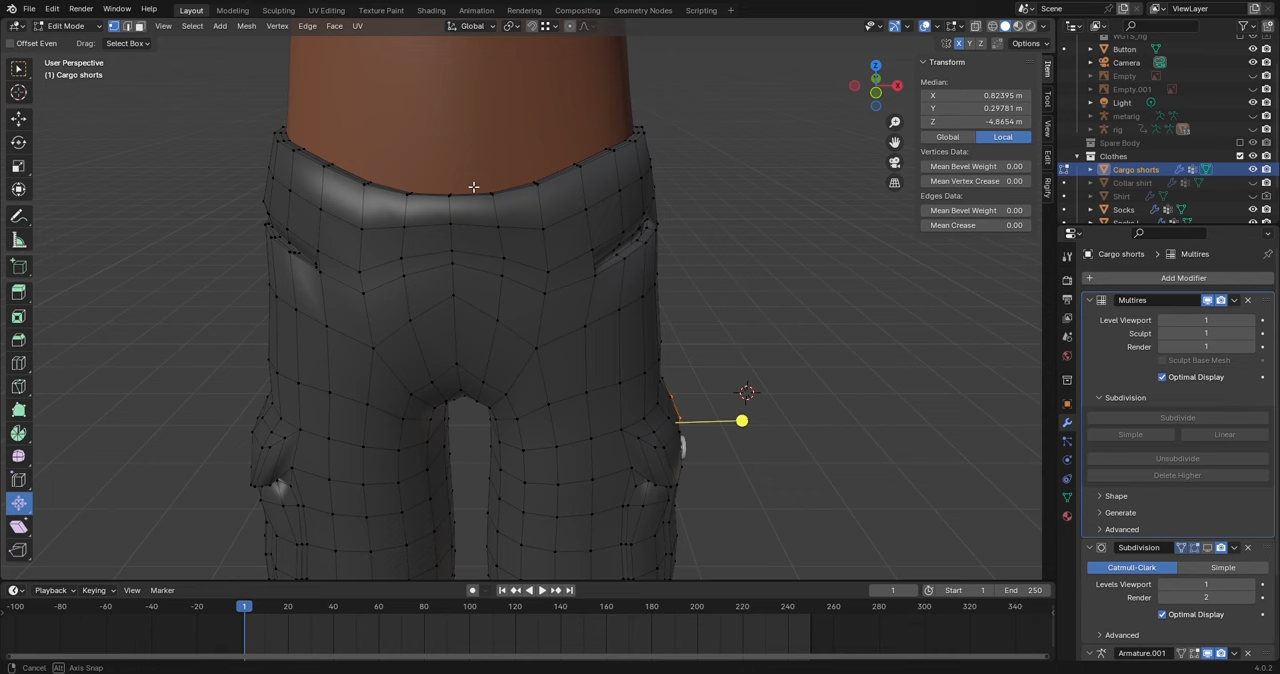 File Edit Render Window Help Layout Modeling Sculpting UV Editing Texture Paint Shading Animation Rendering Compositing Geometry Nodes Scripting Scene ViewLayer
Edit Mode View Select Add Mesh Vertex Edge Face UV Global
Offset Even Drag: Select Box X Y Z Options
User Perspective
(1) Cargo shorts
Z
Y
X
Transform
Median:
X 0.82395 m
Y 0.29781 m
Z -4.8654 m
Global Local
Vertices Data:
Mean Bevel Weight 0.00
Mean Vertex Crease 0.00
Edges Data:
Mean Bevel Weight 0.00
Mean Crease 0.00
Item
Tool
View
Edit
Rigify
WGTS_rig
Button
Camera
Empty
Empty.001
Light
metarig
rig
Spare Body
Clothes
Cargo shorts
Collar shirt
Shirt
Socks
Cargo shorts Multires
Add Modifier
Multires
Level Viewport 1
Sculpt 1
Render 1
Sculpt Base Mesh
Optimal Display
Subdivision
Subdivide
Simple Linear
Unsubdivide
Delete Higher
Shape
Generate
Advanced
Subdivision
Catmull-Clark Simple
Levels Viewport 1
Render 2
Optimal Display
Advanced
Armature.001
Playback Keying View Marker 1 Start 1 End 250
-100 -80 -60 -40 -20 1 20 40 60 80 100 120 140 160 180 200 220 240 260 280 300 320 340
Cancel Alt Axis Snap 4.0.2